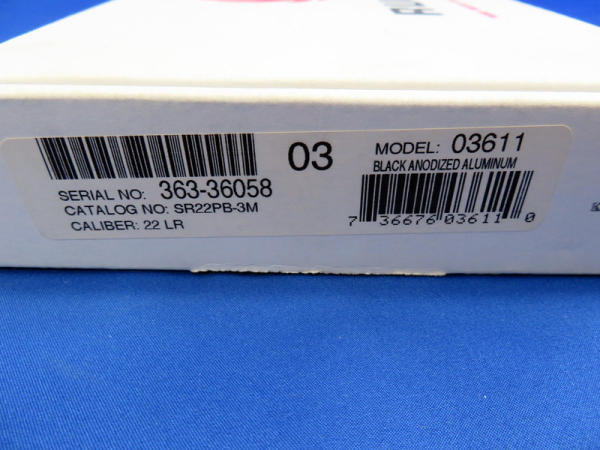 03
MODEL: 03611
BLACK ANODIZED ALUMINUM
SERIAL NO: 363-36058
CATALOG NO: SR22PB-3M
CALIBER: 22 LR
7 36676 03611 0